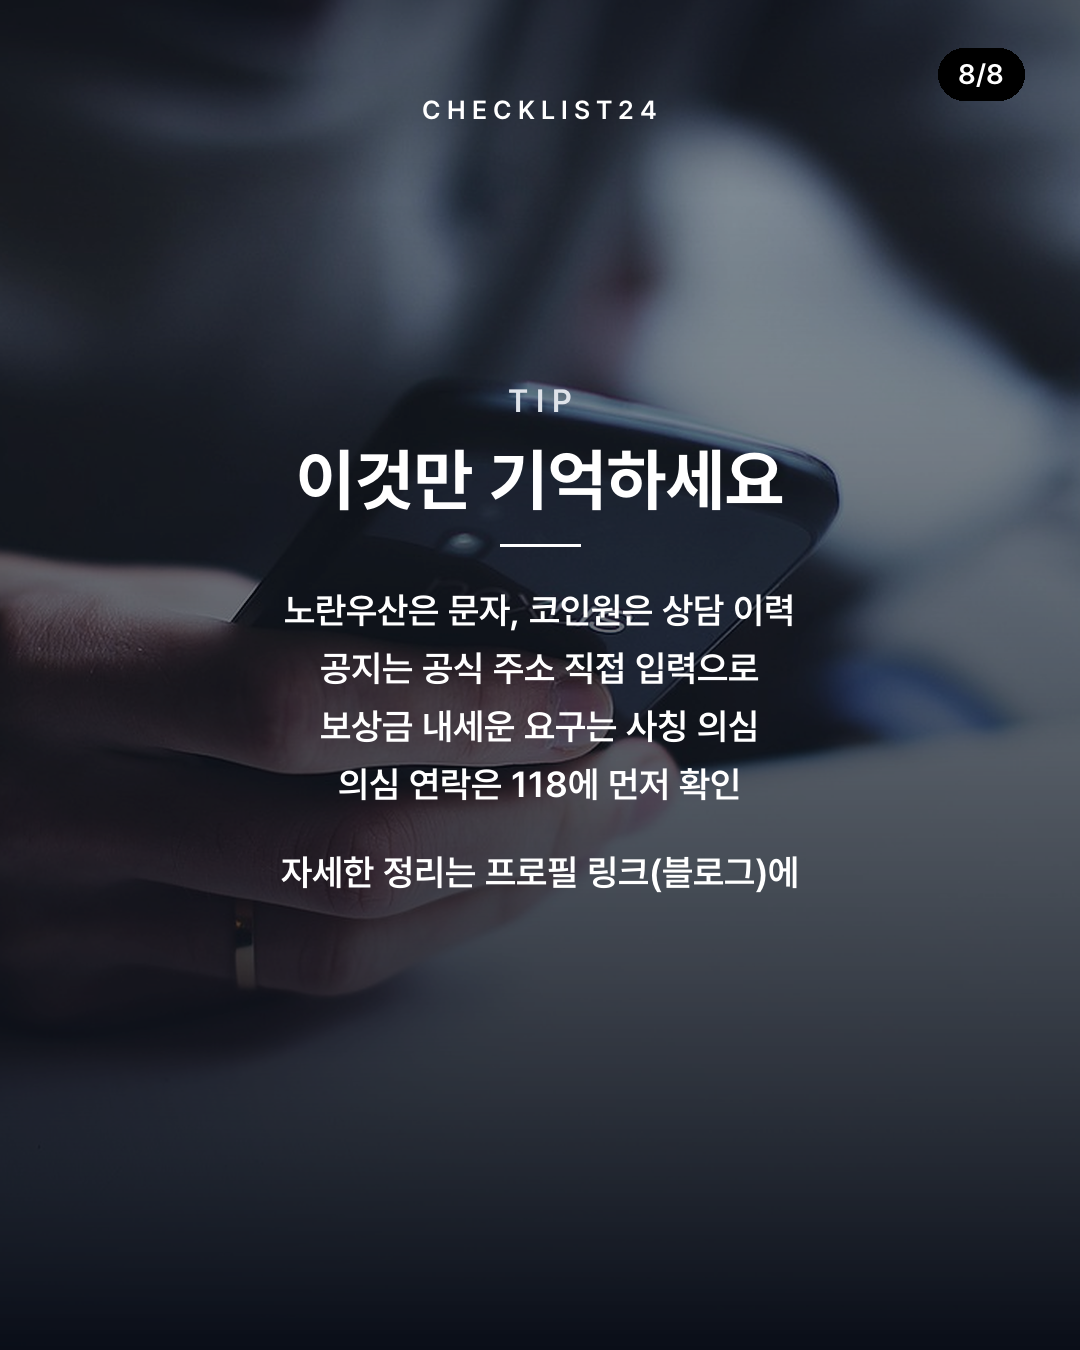 8/8
CHECKLIST24
TIP
이것만 기억하세요
노란우산은 문자, 코인원은 상담 이력
공지는 공식 주소 직접 입력으로
보상금 내세운 요구는 사칭 의심
의심 연락은 118에 먼저 확인
자세한 정리는 프로필 링크(블로그)에